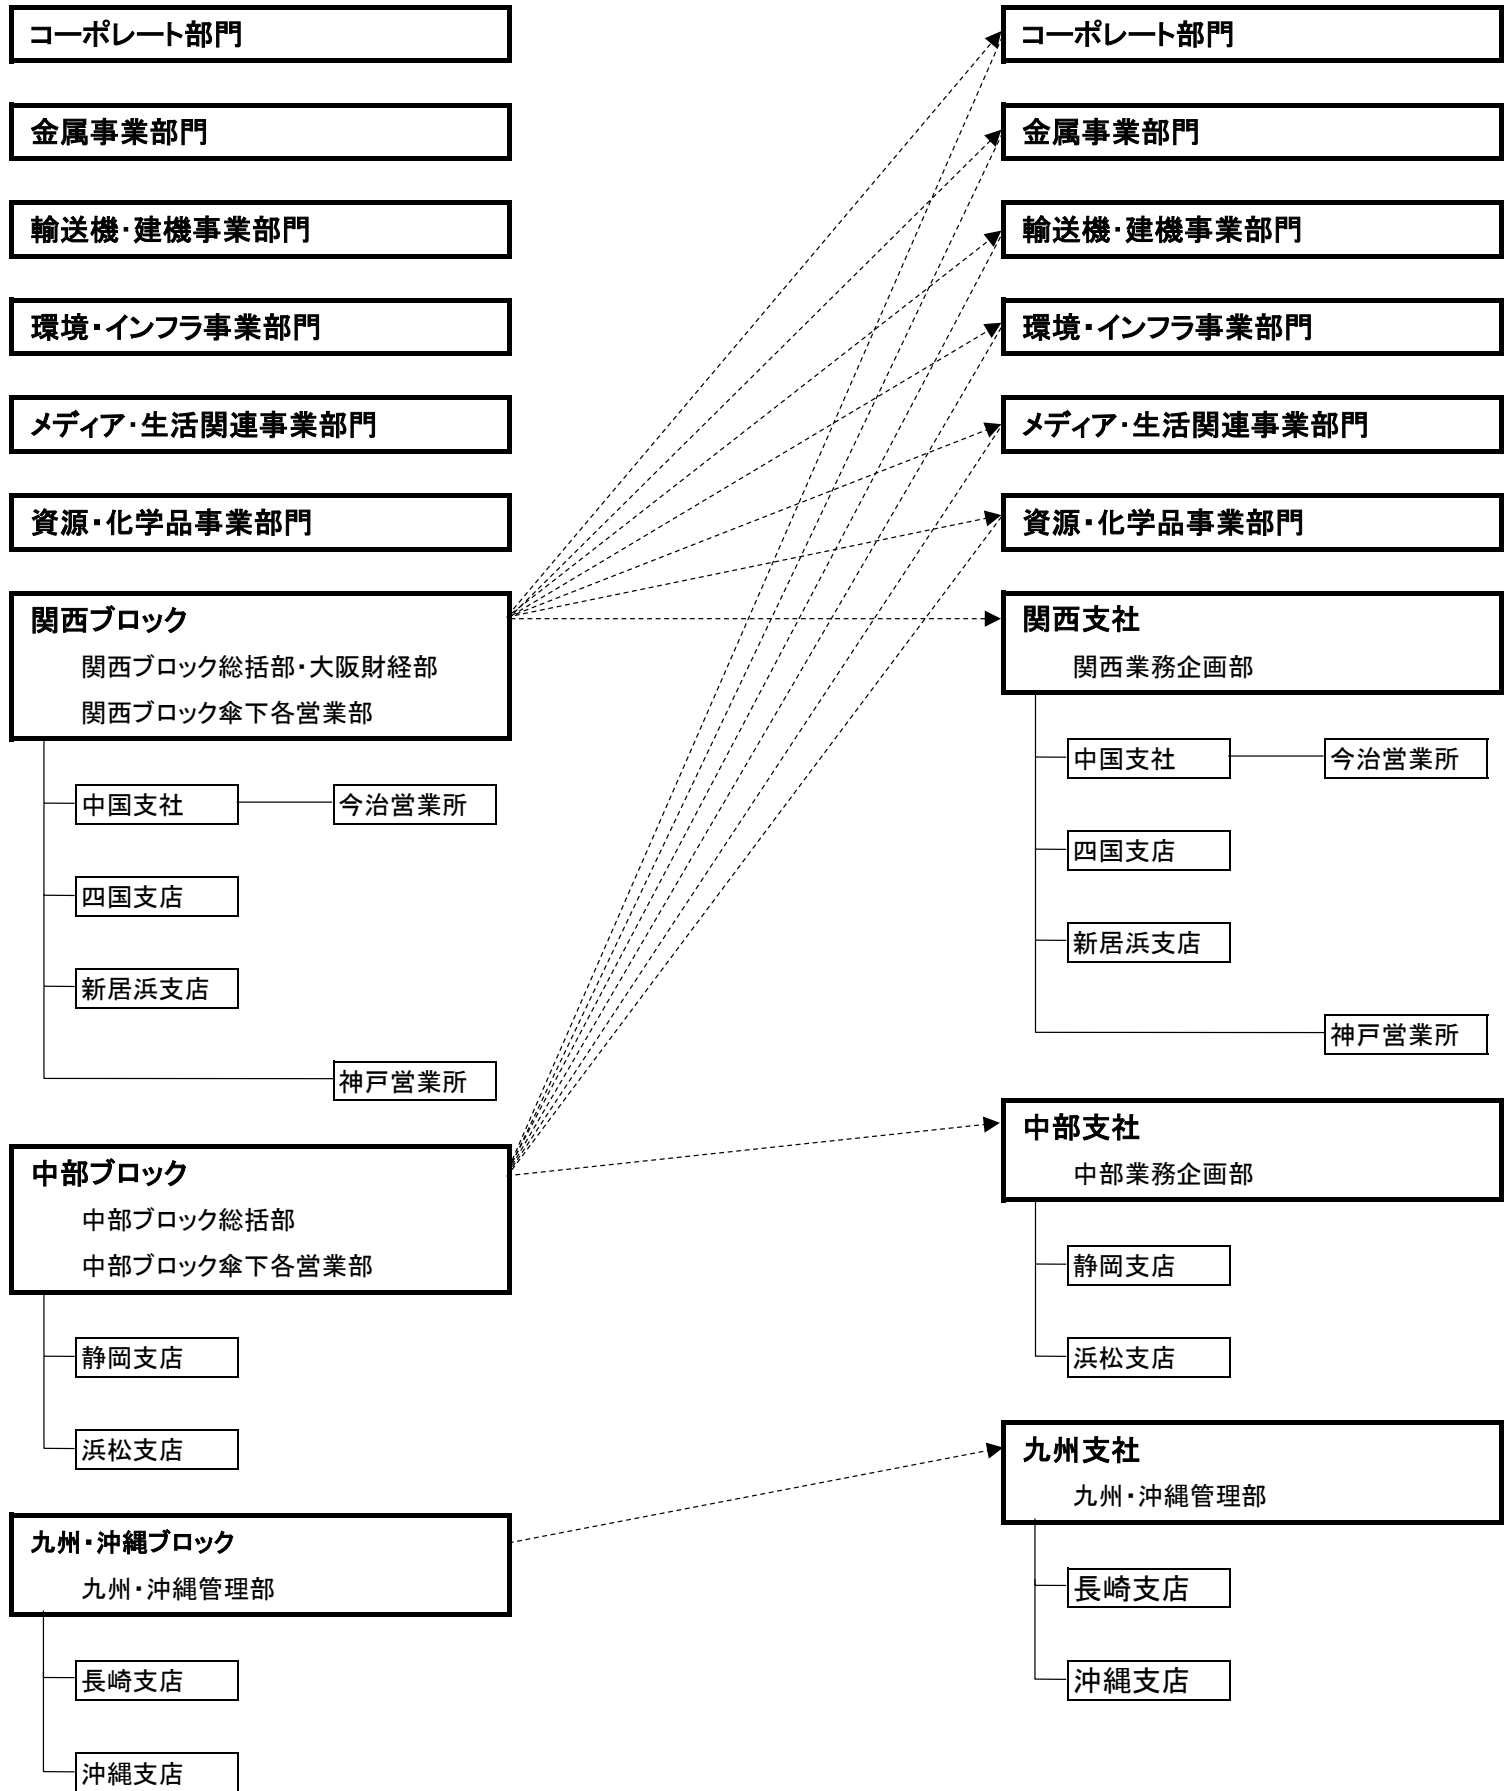 コーポレート部門
金属事業部門
輸送機・建機事業部門
環境・インフラ事業部門
メディア・生活関連事業部門
資源・化学品事業部門
関西ブロック
関西ブロック総括部・大阪財経部
関西ブロック傘下各営業部
中国支社
今治営業所
四国支店
新居浜支店
神戸営業所
中部ブロック
中部ブロック総括部
中部ブロック傘下各営業部
静岡支店
浜松支店
九州・沖縄ブロック
九州・沖縄管理部
長崎支店
沖縄支店
コーポレート部門
金属事業部門
輸送機・建機事業部門
環境・インフラ事業部門
メディア・生活関連事業部門
資源・化学品事業部門
関西支社
関西業務企画部
中国支社
今治営業所
四国支店
新居浜支店
神戸営業所
中部支社
中部業務企画部
静岡支店
浜松支店
九州支社
九州・沖縄管理部
長崎支店
沖縄支店